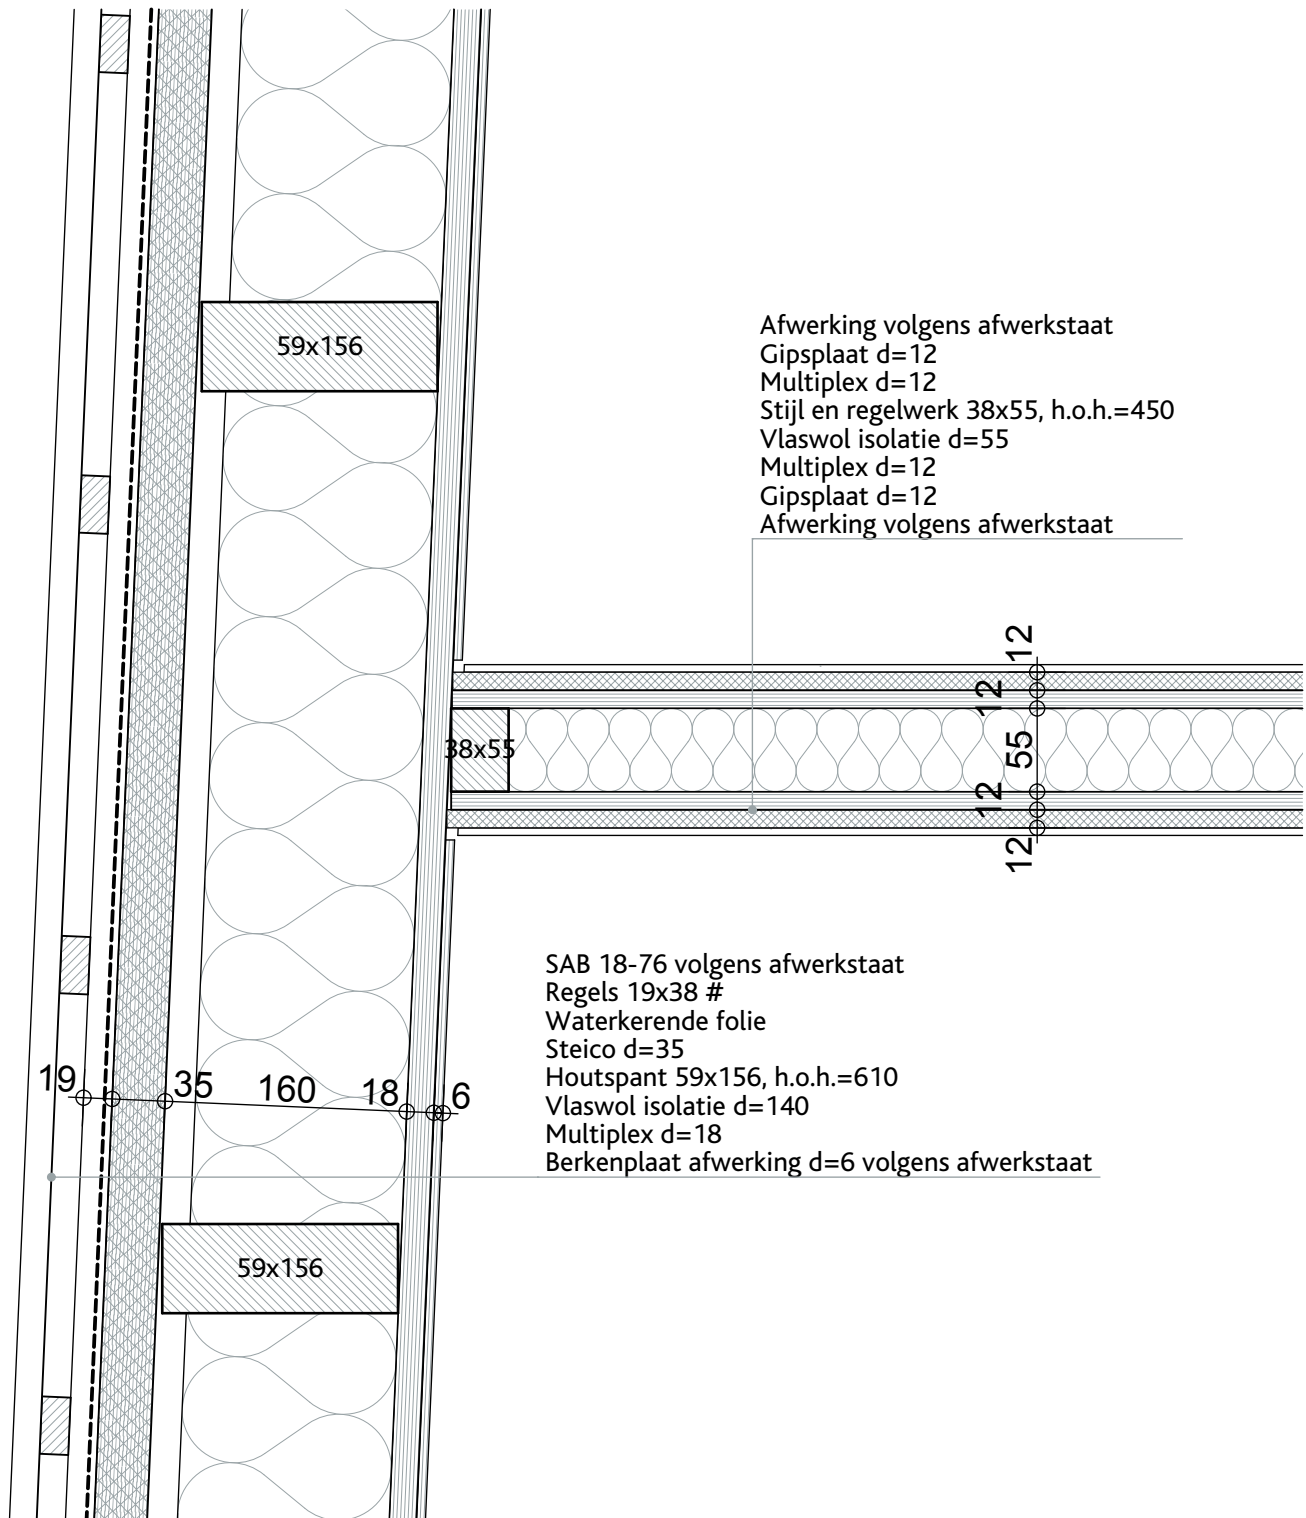 59x156
Afwerking volgens afwerkstaat
Gipsplaat d=12
Multiplex d=12
Stijl en regelwerk 38x55, h.o.h.=450
Vlaswol isolatie d=55
Multiplex d=12
Gipsplaat d=12
Afwerking volgens afwerkstaat
12
12
38x55
55
12
12
SAB 18-76 volgens afwerkstaat
Regels 19x38 #
Waterkerende folie
Steico d=35
Houtspant 59x156, h.o.h.=610
Vlaswol isolatie d=140
Multiplex d=18
Berkenplaat afwerking d=6 volgens afwerkstaat
19
35
160
18
6
59x156